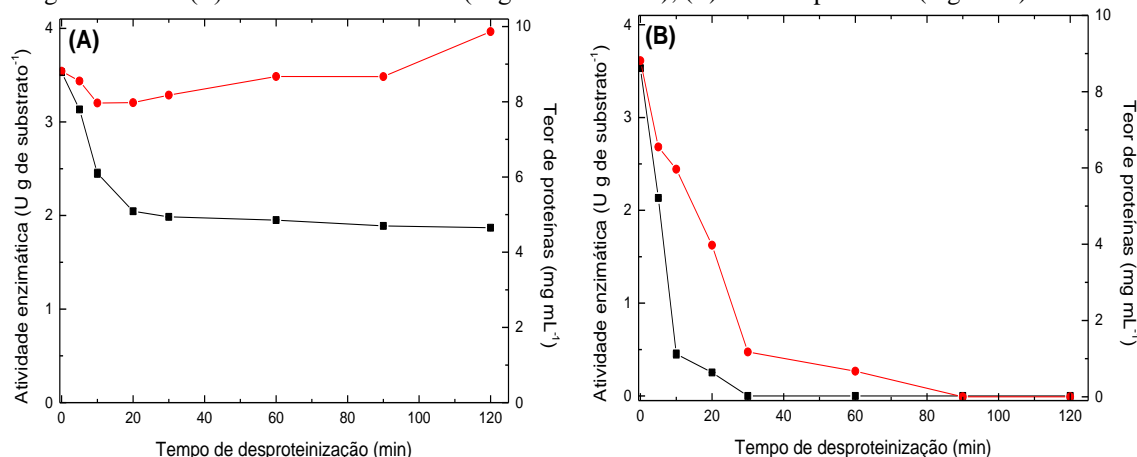 (A)
4
3
2
1
0
Atividade enzimática (U g de substrato⁻¹)
10
8
6
4
2
0
Teor de proteínas (mg mL⁻¹)
0 20 40 60 80 100 120
Tempo de desproteinização (min)
(B)
4
3
2
1
0
Atividade enzimática (U g de substrato⁻¹)
10
8
6
4
2
0
Teor de proteínas (mg mL⁻¹)
0 20 40 60 80 100 120
Tempo de desproteinização (min)